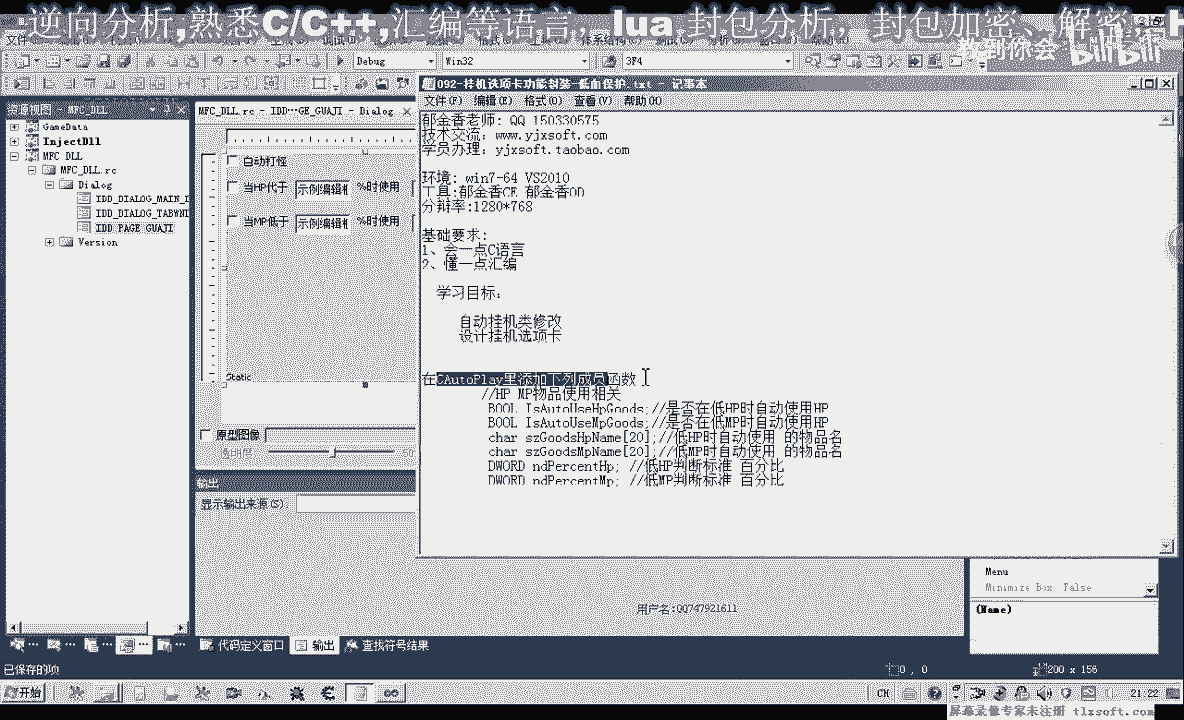 逆向分析,熟悉C/C++,汇编等语言，lua,封包分析，封包加密、解密、H
教到你会 bilibili
Debug Win32 3F4
资源视图 - MFC_DLL
GameData
InjectDll
MFC_DLL
MFC_DLL.rc
Dialog
IDD_DIALOG_MAIN_D
IDD_DIALOG_TABWND
IDD_PAGE_GUAJI
Version
MFC_DLL.rc - IDD···GE_GUAJI - Dialog
自动打怪
当HP代于 示例编辑框 %时使用
当MP低于 示例编辑框 %时使用
Static
原型图像
透明度: 50
输出
显示输出来源(S):
092-挂机选项卡功能封装-低血保护.txt - 记事本
文件(F) 编辑(E) 格式(O) 查看(V) 帮助(H)
郁金香老师: QQ 150330575
技术交流: www.yjxsoft.com
学员办理: yjxsoft.taobao.com
环境: win7-64 VS2010
工具:郁金香CE 郁金香OD
分辩率:1280*768
基础要求:
1、会一点C语言
2、懂一点汇编
学习目标：
自动挂机类修改
设计挂机选项卡
在CAutoPlay里添加下列成员函数
//HP MP物品使用相关
BOOL IsAutoUseHpGoods;//是否在低HP时自动使用HP
BOOL IsAutoUseMpGoods;//是否在低MP时自动使用HP
char szGoodsHpName[20];//低HP时自动使用 的物品名
char szGoodsMpName[20];//低MP时自动使用 的物品名
DWORD ndPercentHp; //低HP判断标准 百分比
DWORD ndPercentMp; //低MP判断标准 百分比
Menu
Minimize Box False
(Name)
用户名:QQ747921611
代码定义窗口 输出 查找符号结果
已保存的项 0 , 0 200 x 156
开始 CH 21:22
屏幕录像专家未注册 tlxsoft.com